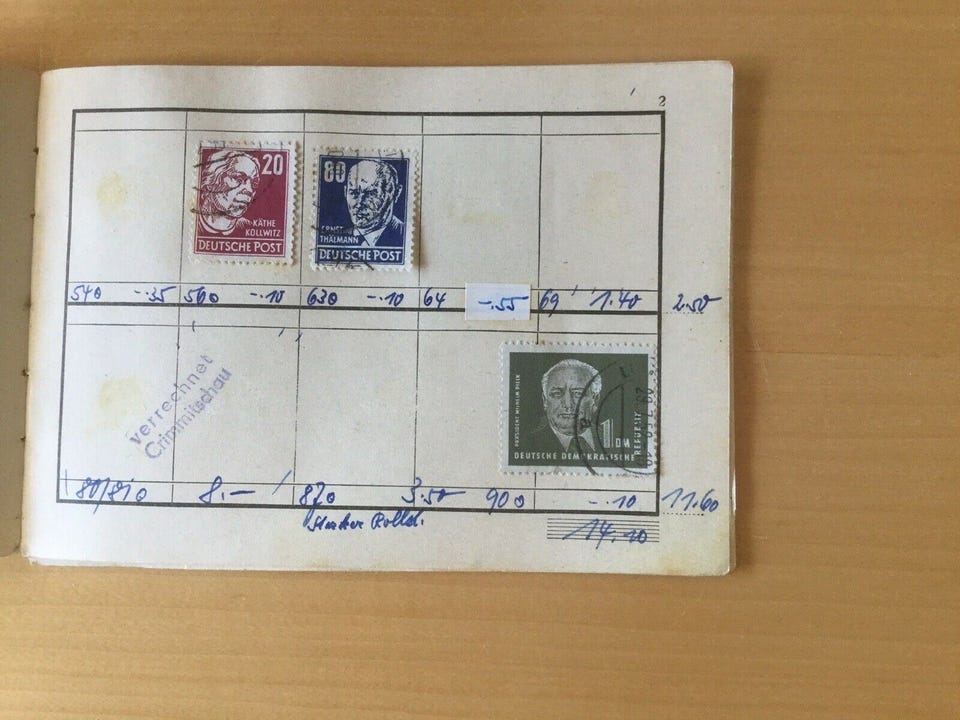 2
20
KÄTHE
KOLLWITZ
DEUTSCHE POST
80
ERNST
THÄLMANN
DEUTSCHE POST
540 -.35 560 -.10 630 -.10 64 -.55 69 1.40 2.50
verrechnet
Crimmitschau
PRÄSIDENT WILHELM PIECK
1 DM
DEUTSCHE DEMOKRATISCHE
REPUBLIK
8.- 870 3.50 900 -.10 11.60
14.10